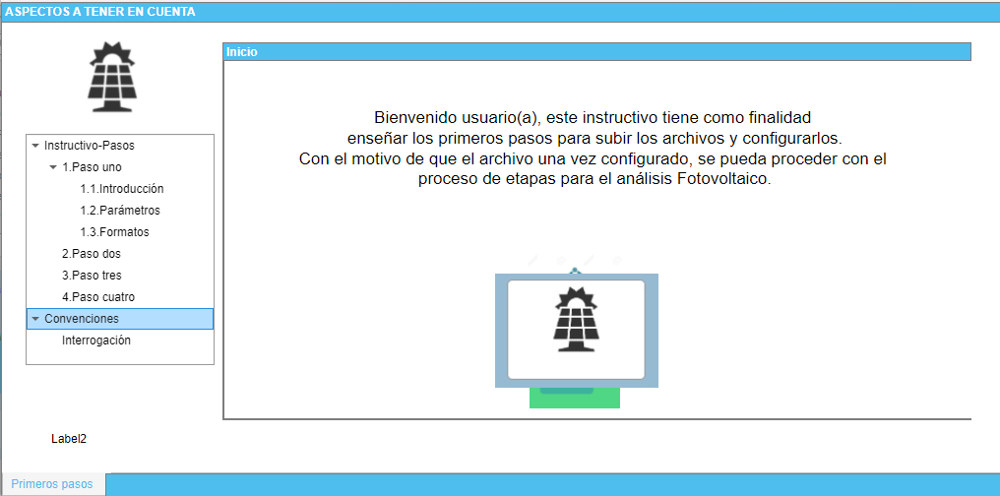 ASPECTOS A TENER EN CUENTA
Inicio
Bienvenido usuario(a), este instructivo tiene como finalidad
enseñar los primeros pasos para subir los archivos y configurarlos.
Con el motivo de que el archivo una vez configurado, se pueda proceder con el
proceso de etapas para el análisis Fotovoltaico.
Instructivo-Pasos
1.Paso uno
1.1.Introducción
1.2.Parámetros
1.3.Formatos
2.Paso dos
3.Paso tres
4.Paso cuatro
Convenciones
Interrogación
Label2
Primeros pasos